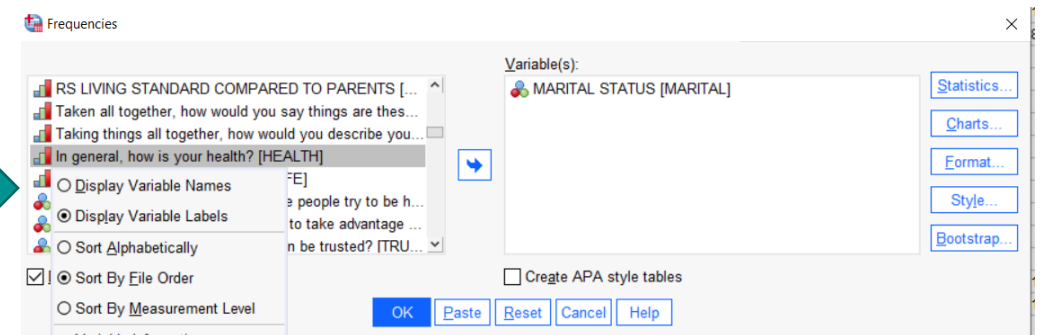 Frequencies
Variable(s):
RS LIVING STANDARD COMPARED TO PARENTS [...
Taken all together, how would you say things are thes...
Taking things all together, how would you describe you...
In general, how is your health? [HEALTH]
FE]
e people try to be h...
to take advantage ...
n be trusted? [TRU...
Display Variable Names
Display Variable Labels
Sort Alphabetically
Sort By File Order
Sort By Measurement Level
MARITAL STATUS [MARITAL]
Statistics...
Charts...
Format...
Style...
Bootstrap...
Create APA style tables
OK
Paste
Reset
Cancel
Help